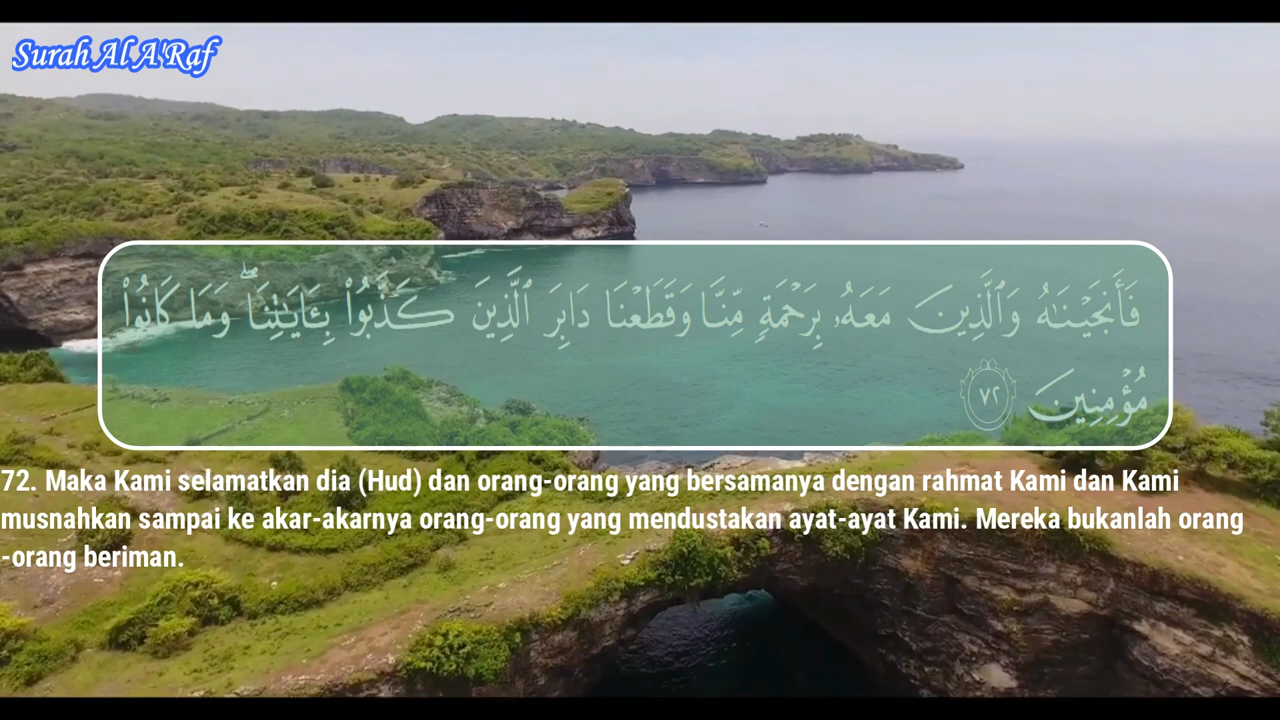 Surah Al A'Raf
فَأَنجَيْنَٰهُ وَٱلَّذِينَ مَعَهُۥ بِرَحْمَةٍ مِّنَّا وَقَطَعْنَا دَابِرَ ٱلَّذِينَ كَذَّبُوا۟ بِـَٔايَٰتِنَا ۖ وَمَا كَانُوا۟
مُؤْمِنِينَ ٧٢
72. Maka Kami selamatkan dia (Hud) dan orang-orang yang bersamanya dengan rahmat Kami dan Kami
musnahkan sampai ke akar-akarnya orang-orang yang mendustakan ayat-ayat Kami. Mereka bukanlah orang
-orang beriman.